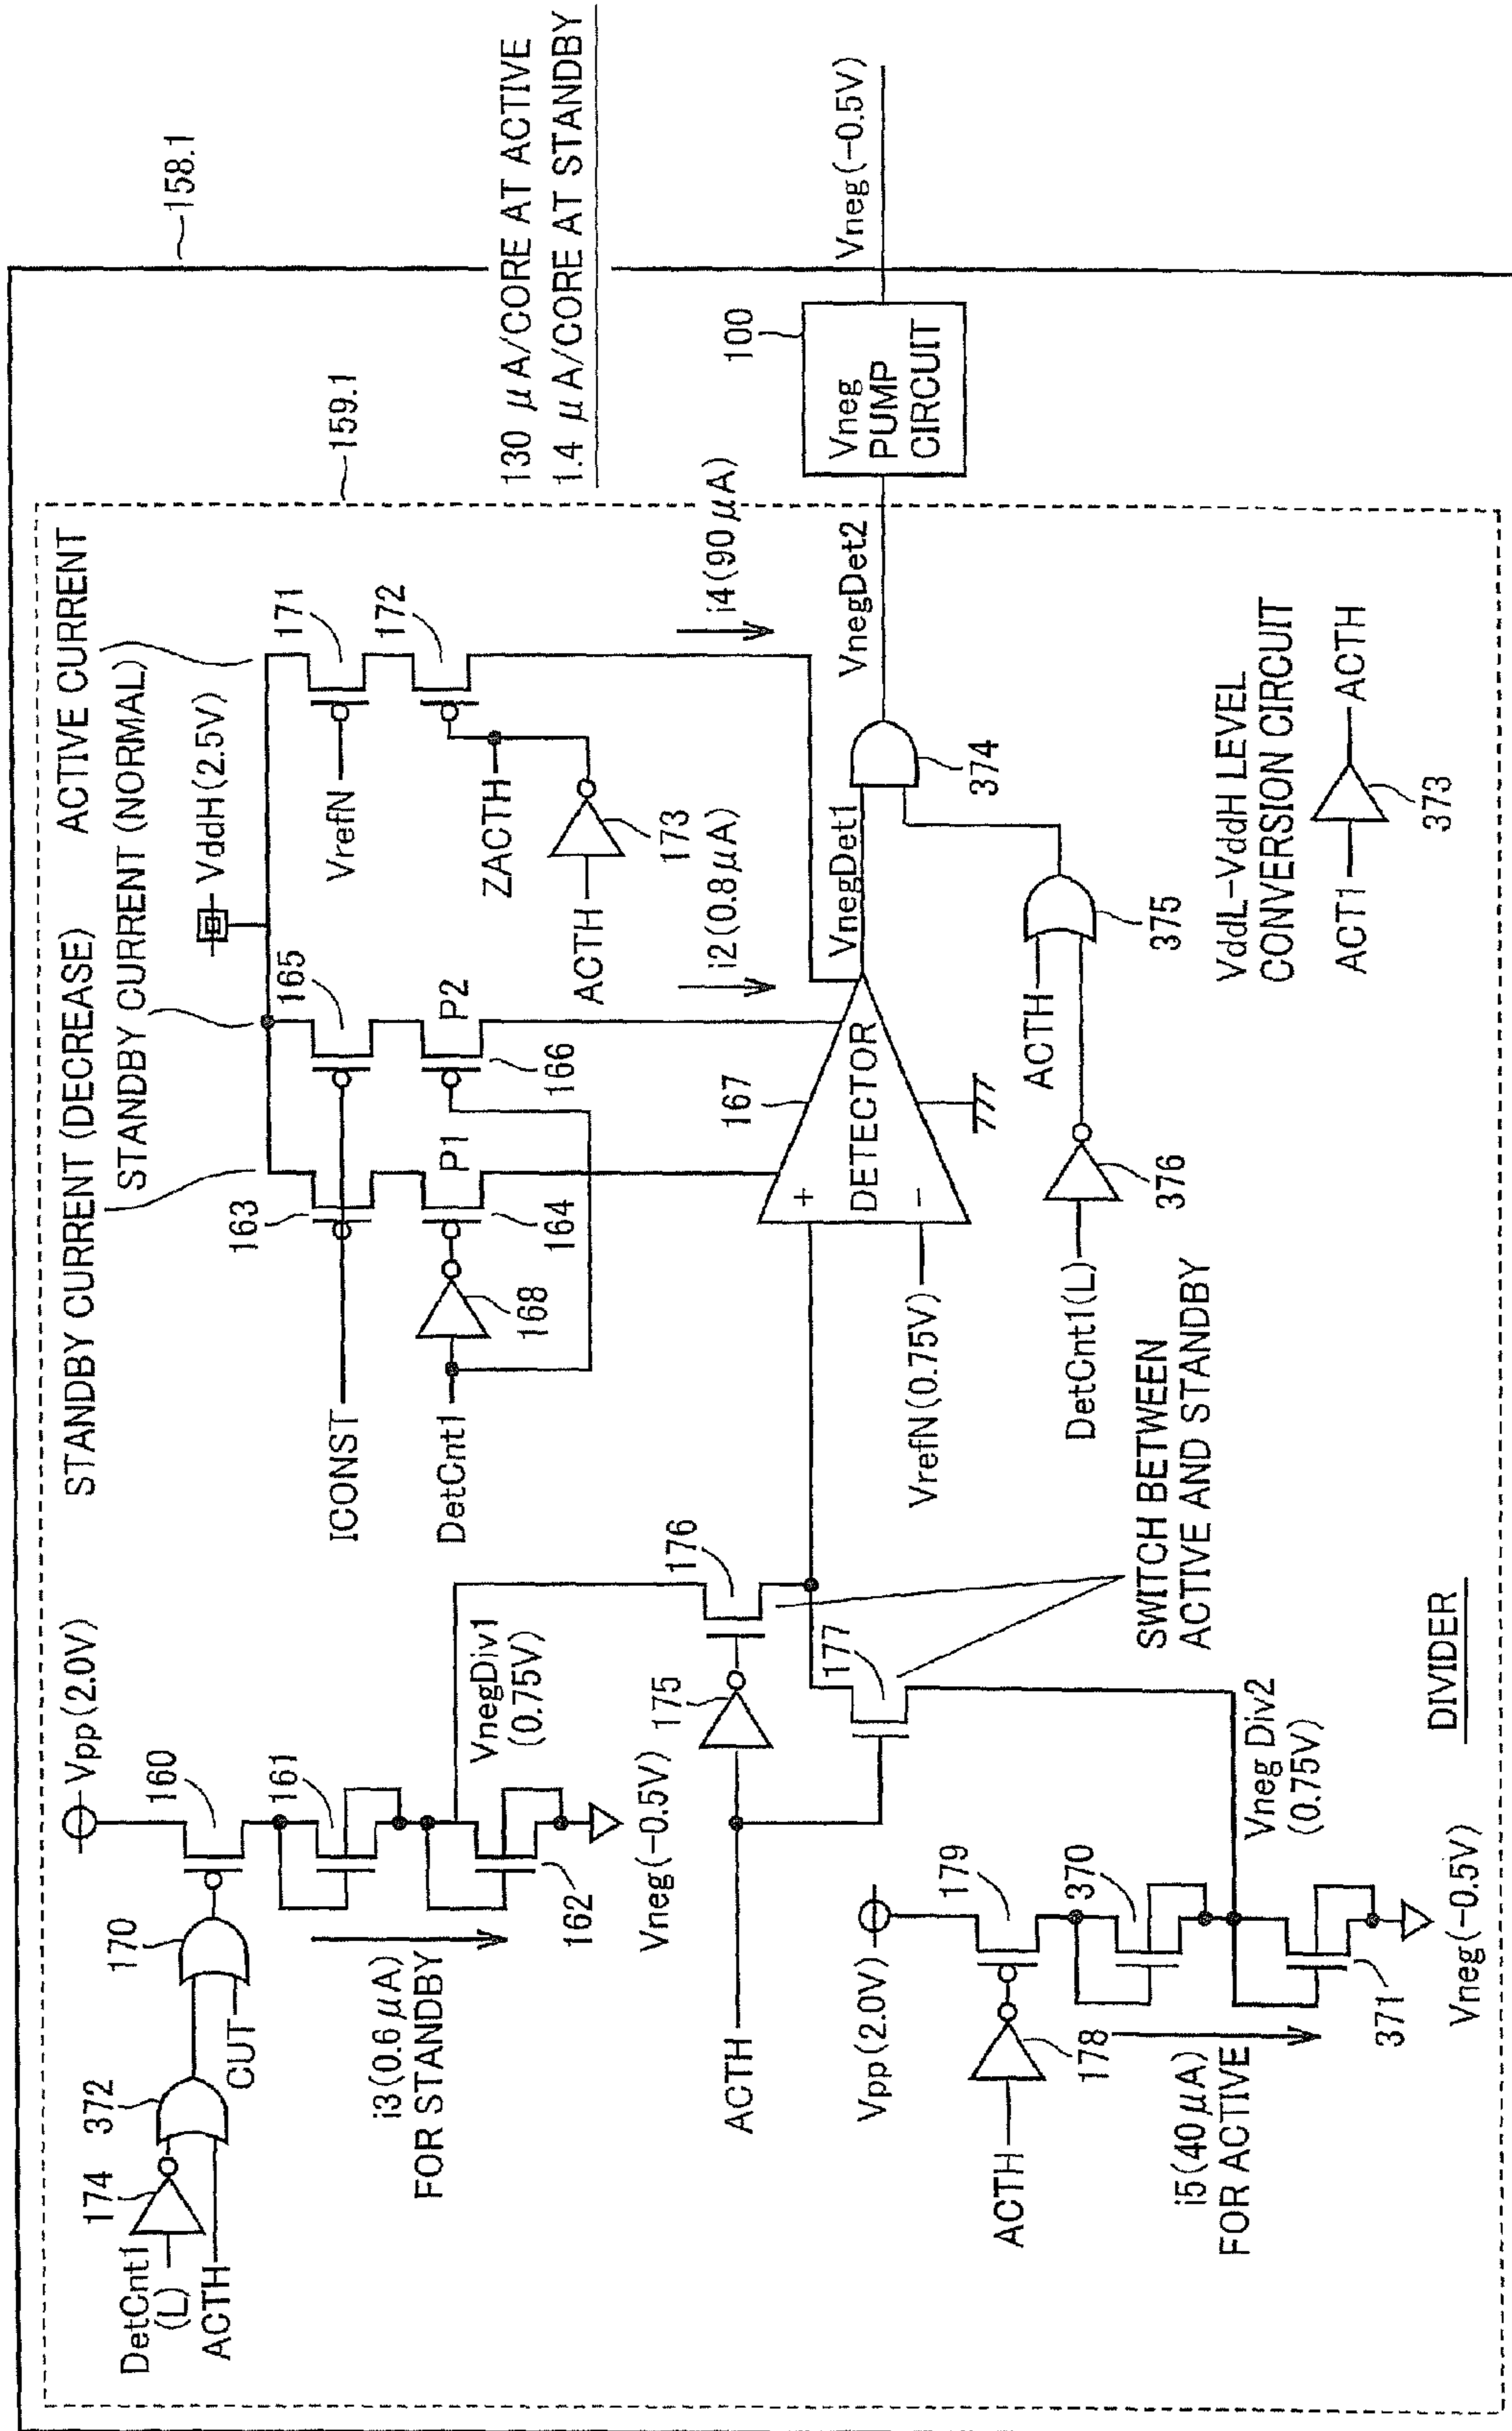 158.1
130 μA/CORE AT ACTIVE
1.4 μA/CORE AT STANDBY
159.1
STANDBY CURRENT (DECREASE)
ACTIVE CURRENT
STANDBY CURRENT (NORMAL)
VddH(2.5V)
DetCnt1
(L)
ACTH
174
372
CUT
170
Vpp(2.0V)
160
161
162
i3(0.6μA)
FOR STANDBY
VnegDiv1
(0.75V)
Vneg(-0.5V)
ICONST
DetCnt1
163
164
P1
168
165
166
P2
VrefN
171
172
ZACTH
ACTH
173
i2(0.8μA)
i4(90μA)
ACTH
175
176
177
SWITCH BETWEEN
ACTIVE AND STANDBY
167
+
DETECTOR
−
VrefN(0.75V)
VnegDet1
374
VnegDet2
100
Vneg
PUMP
CIRCUIT
Vneg(-0.5V)
ACTH
375
DetCnt1(L)
376
ACTH
178
Vpp(2.0V)
179
370
371
i5(40μA)
FOR ACTIVE
Vneg Div2
(0.75V)
Vneg(-0.5V)
DIVIDER
VddL-VddH LEVEL
CONVERSION CIRCUIT
ACT1
ACTH
373